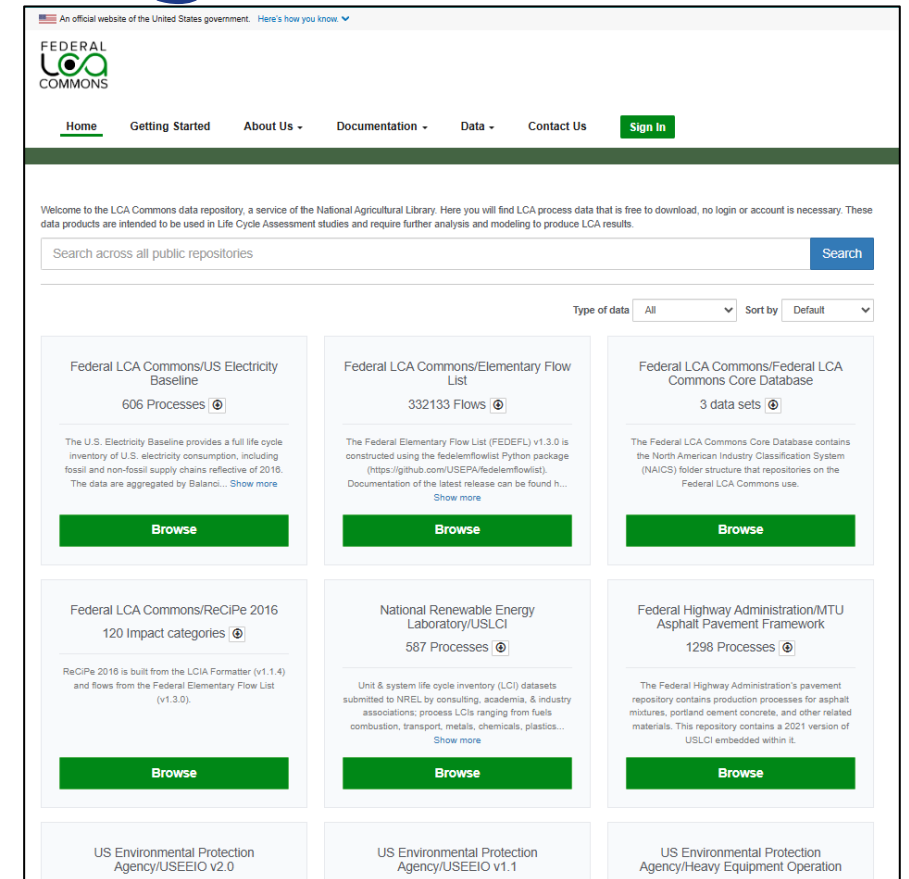 An official website of the United States government. Here's how you know.
FEDERAL
LCA
COMMONS
Home Getting Started About Us Documentation Data Contact Us Sign In
Welcome to the LCA Commons data repository, a service of the National Agricultural Library. Here you will find LCA process data that is free to download, no login or account is necessary. These
data products are intended to be used in Life Cycle Assessment studies and require further analysis and modeling to produce LCA results.
Search across all public repositories Search
Type of data All Sort by Default
Federal LCA Commons/US Electricity
Baseline
606 Processes
The U.S. Electricity Baseline provides a full life cycle
inventory of U.S. electricity consumption, including
fossil and non-fossil supply chains reflective of 2016.
The data are aggregated by Balanci... Show more
Browse
Federal LCA Commons/Elementary Flow
List
332133 Flows
The Federal Elementary Flow List (FEDEFL) v1.3.0 is
constructed using the fedelemflowlist Python package
(https://github.com/USEPA/fedelemflowlist).
Documentation of the latest release can be found h...
Show more
Browse
Federal LCA Commons/Federal LCA
Commons Core Database
3 data sets
The Federal LCA Commons Core Database contains
the North American Industry Classification System
(NAICS) folder structure that repositories on the
Federal LCA Commons use.
Browse
Federal LCA Commons/ReCiPe 2016
120 Impact categories
ReCiPe 2016 is built from the LCIA Formatter (v1.1.4)
and flows from the Federal Elementary Flow List
(v1.3.0).
Browse
National Renewable Energy
Laboratory/USLCI
587 Processes
Unit & system life cycle inventory (LCI) datasets
submitted to NREL by consulting, academia, & industry
associations; process LCIs ranging from fuels
combustion, transport, metals, chemicals, plastics...
Show more
Browse
Federal Highway Administration/MTU
Asphalt Pavement Framework
1298 Processes
The Federal Highway Administration's pavement
repository contains production processes for asphalt
mixtures, portland cement concrete, and other related
materials. This repository contains a 2021 version of
USLCI embedded within it.
Browse
US Environmental Protection
Agency/USEEIO v2.0
US Environmental Protection
Agency/USEEIO v1.1
US Environmental Protection
Agency/Heavy Equipment Operation